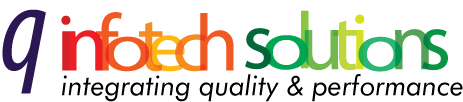 q infotech solutions
integrating quality & performance